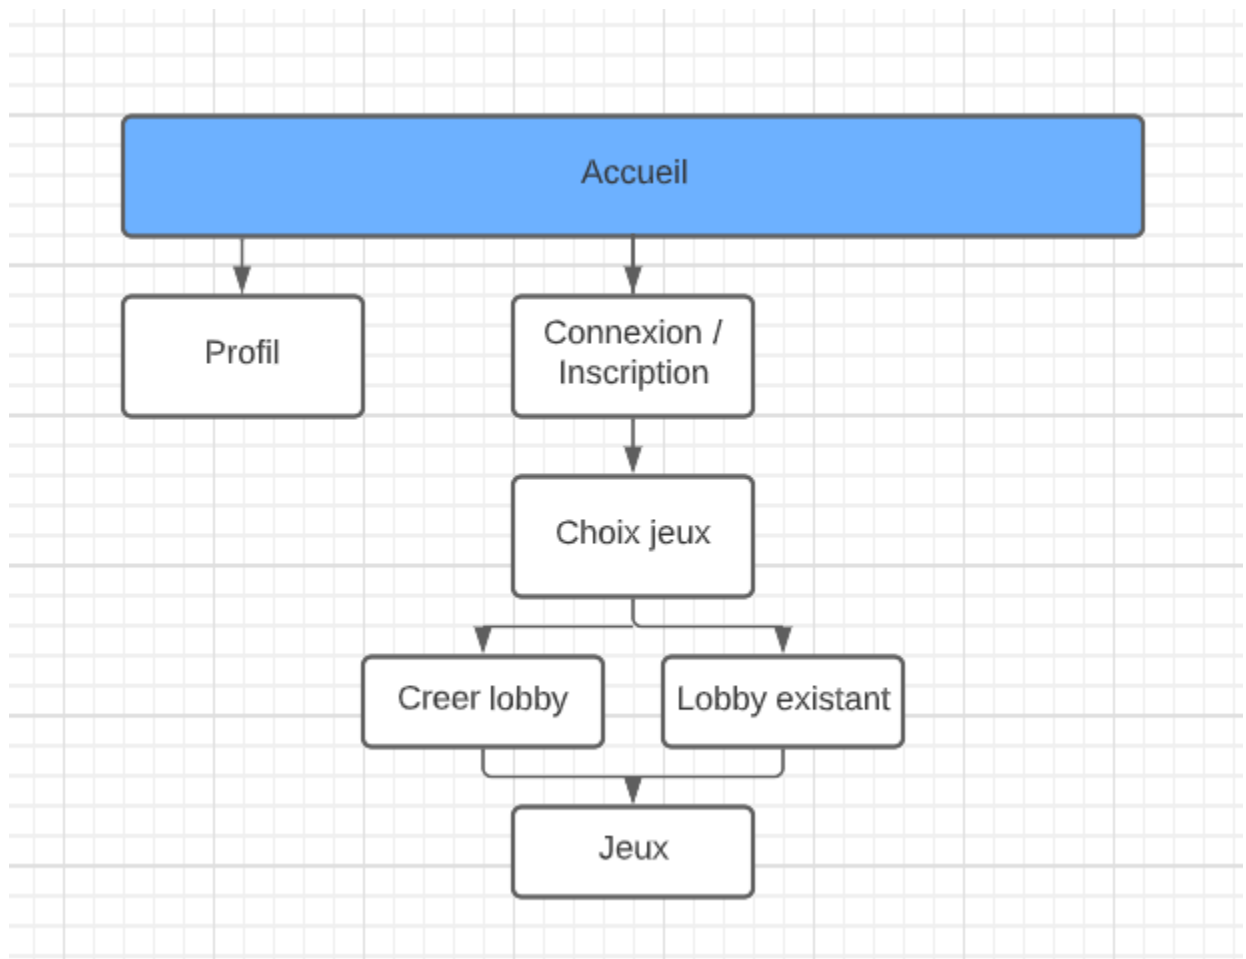 Accueil
Profil
Connexion /
Inscription
Choix jeux
Creer lobby
Lobby existant
Jeux